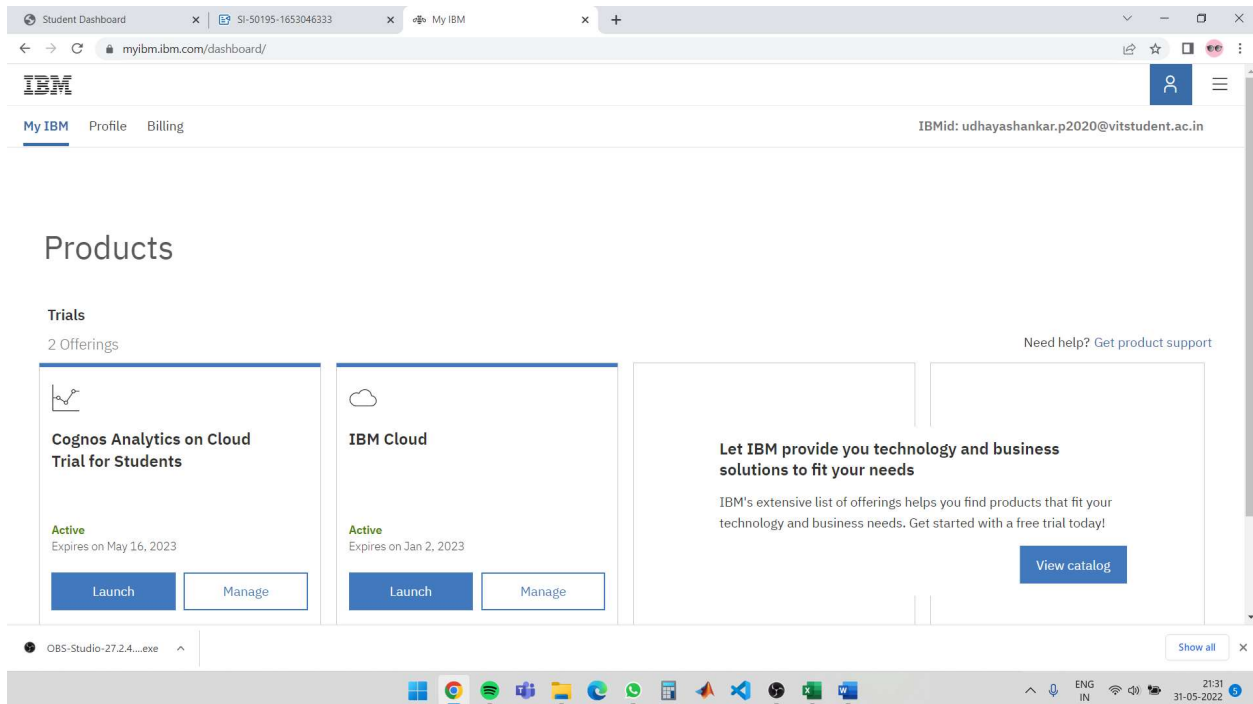 Student Dashboard
SI-50195-1653046333
My IBM
myibm.ibm.com/dashboard/
IBM
My IBM Profile Billing
IBMid: udhayashankar.p2020@vitstudent.ac.in
Products
Trials
2 Offerings
Need help? Get product support
Cognos Analytics on Cloud
Trial for Students
Active
Expires on May 16, 2023
Launch Manage
IBM Cloud
Active
Expires on Jan 2, 2023
Launch Manage
Let IBM provide you technology and business
solutions to fit your needs
IBM's extensive list of offerings helps you find products that fit your
technology and business needs. Get started with a free trial today!
View catalog
OBS-Studio-27.2.4....exe
Show all
ENG
IN
21:31
31-05-2022
5